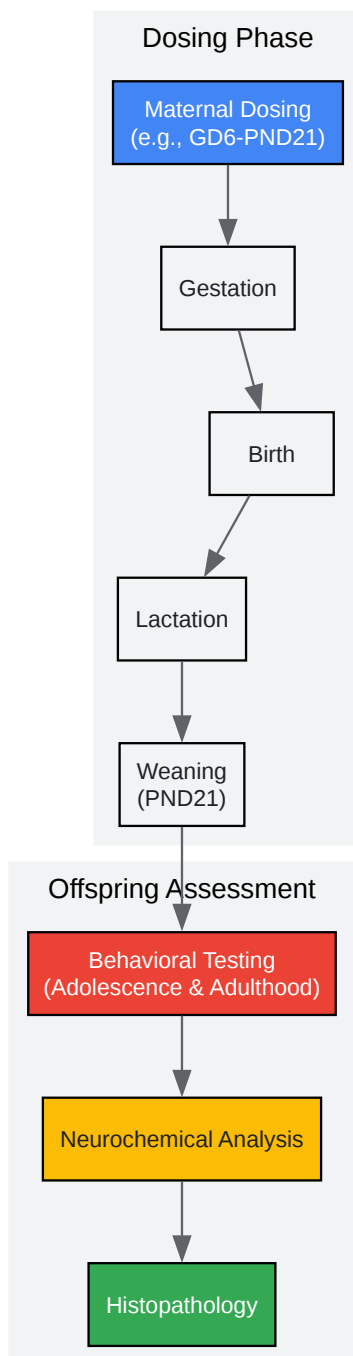 Dosing Phase
Maternal Dosing
(e.g., GD6-PND21)
Gestation
Birth
Lactation
Weaning
(PND21)
Offspring Assessment
Behavioral Testing
(Adolescence & Adulthood)
Neurochemical Analysis
Histopathology